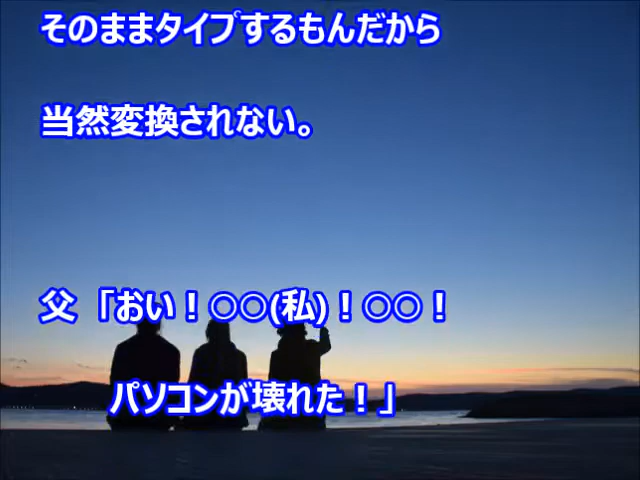 そのままタイプするもんだから
当然変換されない。
父「おい！○○(私)！○○！
パソコンが壊れた！」